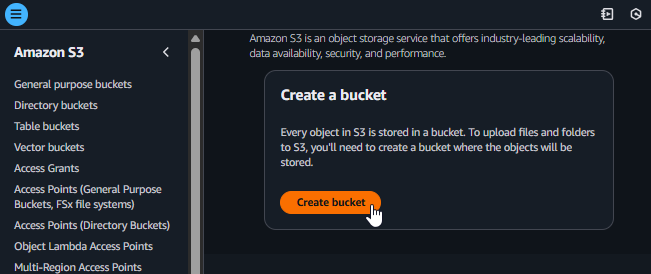 Amazon S3
General purpose buckets
Directory buckets
Table buckets
Vector buckets
Access Grants
Access Points (General Purpose
Buckets, FSx file systems)
Access Points (Directory Buckets)
Object Lambda Access Points
Multi-Region Access Points
Amazon S3 is an object storage service that offers industry-leading scalability,
data availability, security, and performance.
Create a bucket
Every object in S3 is stored in a bucket. To upload files and folders
to S3, you'll need to create a bucket where the objects will be
stored.
Create bucket